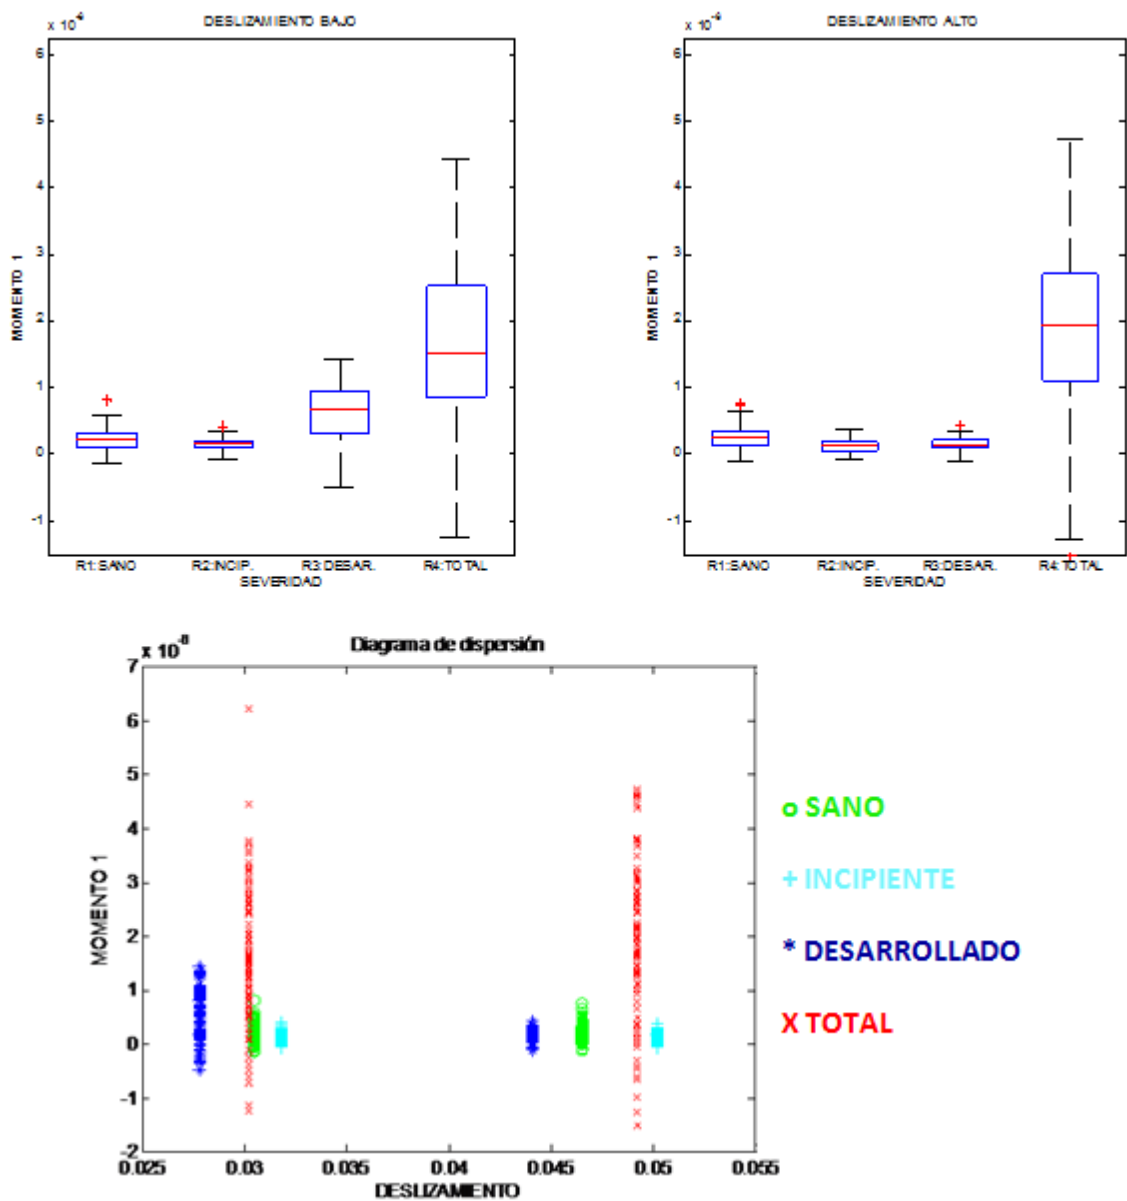 DESLIZAMIENTO BAJO
x 10
6
5
4
3
2
1
0
-1
MOMENTO 1
R1:SANO R2:INCIP. R3:DESAR. R4:TOTAL
SEVERIDAD
DESLIZAMIENTO ALTO
x 10
6
5
4
3
2
1
0
-1
MOMENTO 1
R1:SANO R2:INCIP. R3:DESAR. R4:TOTAL
SEVERIDAD
Diagrama de dispersión
x 10
7
6
5
4
3
2
1
0
-1
-2
MOMENTO 1
0.025 0.03 0.035 0.04 0.045 0.05 0.055
DESLIZAMIENTO
o SANO
+ INCIPIENTE
* DESARROLLADO
X TOTAL